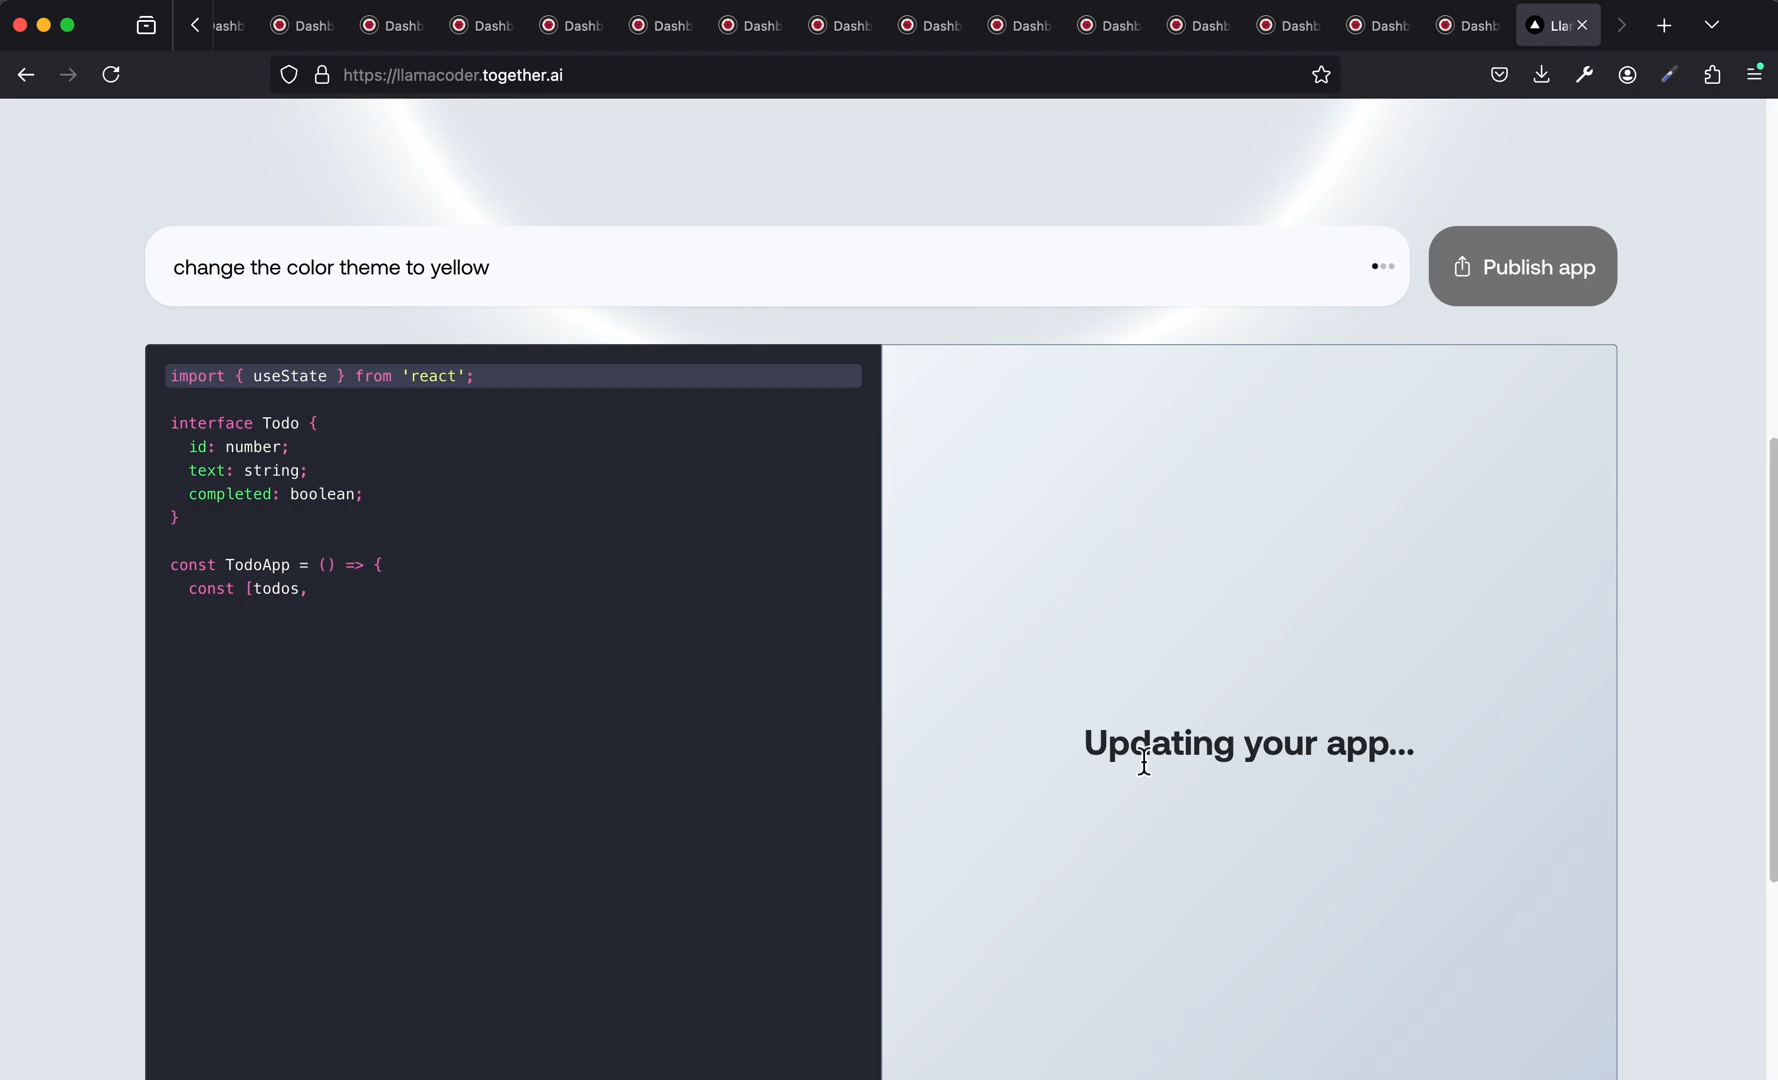 Dashb
Dashb
Dashb
Dashb
Dashb
Dashb
Dashb
Dashb
Dashb
Dashb
Dashb
Dashb
Dashb
Dashb
Llar
https://llamacoder.together.ai
change the color theme to yellow
Publish app
import { useState } from 'react';
interface Todo {
id: number;
text: string;
completed: boolean;
}
const TodoApp = () => {
const [todos,
Updating your app...